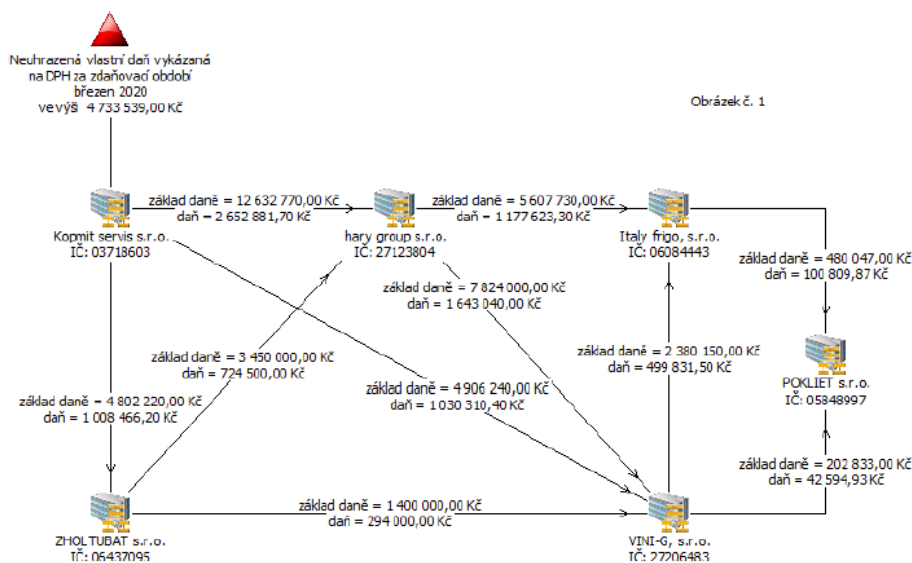 Neuhrazená vlastní daň vykázaná
na DPH za zdaňovací období
březen 2020
ve výši 4 733 539,00 Kč
Obrázek č. 1
základ daně = 12 632 770,00 Kč
daň = 2 652 881,70 Kč
základ daně = 5 607 730,00 Kč
daň = 1 177 623,30 Kč
Kopmit servis s.r.o.
IČ: 03718603
hary group s.r.o.
IČ: 27123804
Italy frigo, s.r.o.
IČ: 06084443
základ daně = 480 047,00 Kč
daň = 100 809,87 Kč
základ daně = 7 824 000,00 Kč
daň = 1 643 040,00 Kč
základ daně = 3 450 000,00 Kč
daň = 724 500,00 Kč
základ daně = 2 380 150,00 Kč
daň = 499 831,50 Kč
POKLIET s.r.o.
IČ: 05848997
základ daně = 4 906 240,00 Kč
daň = 1 030 310,40 Kč
základ daně = 4 802 220,00 Kč
daň = 1 008 466,20 Kč
základ daně = 202 833,00 Kč
daň = 42 594,93 Kč
základ daně = 1 400 000,00 Kč
daň = 294 000,00 Kč
ZHOLTUBAT s.r.o.
IČ: 06437095
VINI-G, s.r.o.
IČ: 27206483